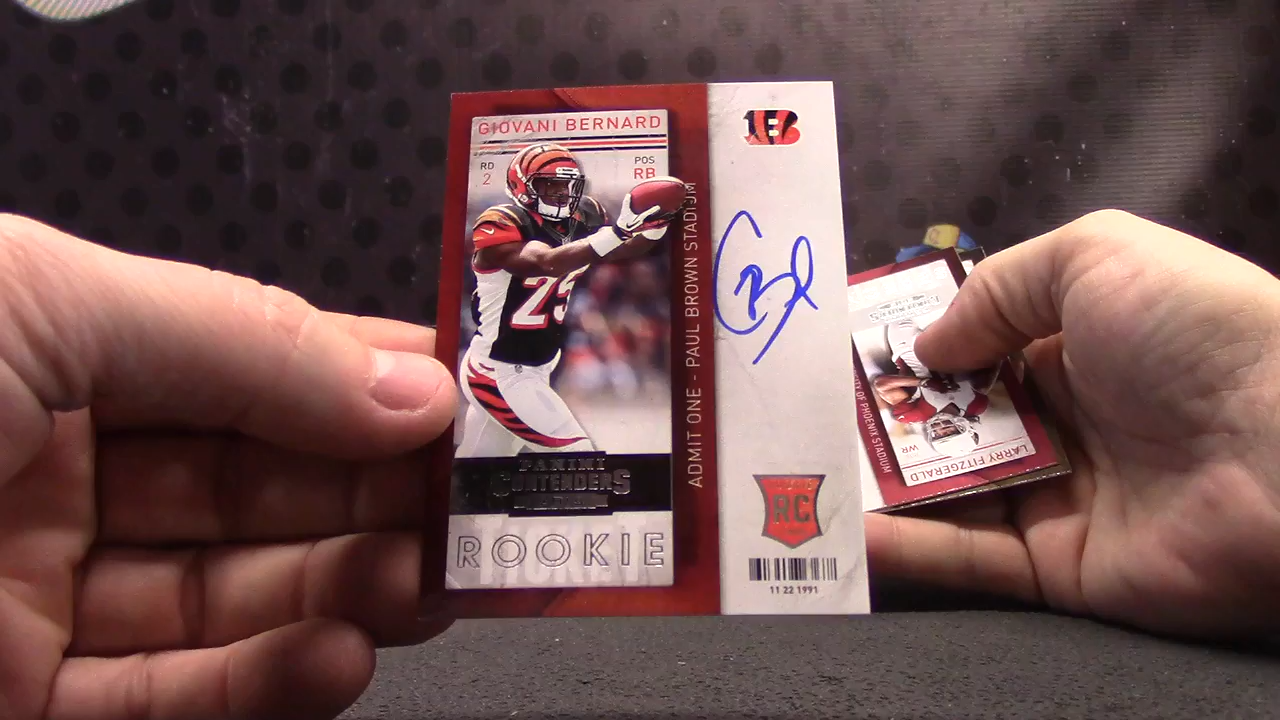 GIOVANI BERNARD
RD
2
POS
RB
25
PANINI
CONTENDERS
ROOKIE
TICKET
ADMIT ONE - PAUL BROWN STADIUM
RC
11 22 1991
WR
LARRY FITZGERALD
OF PHOENIX STADIUM